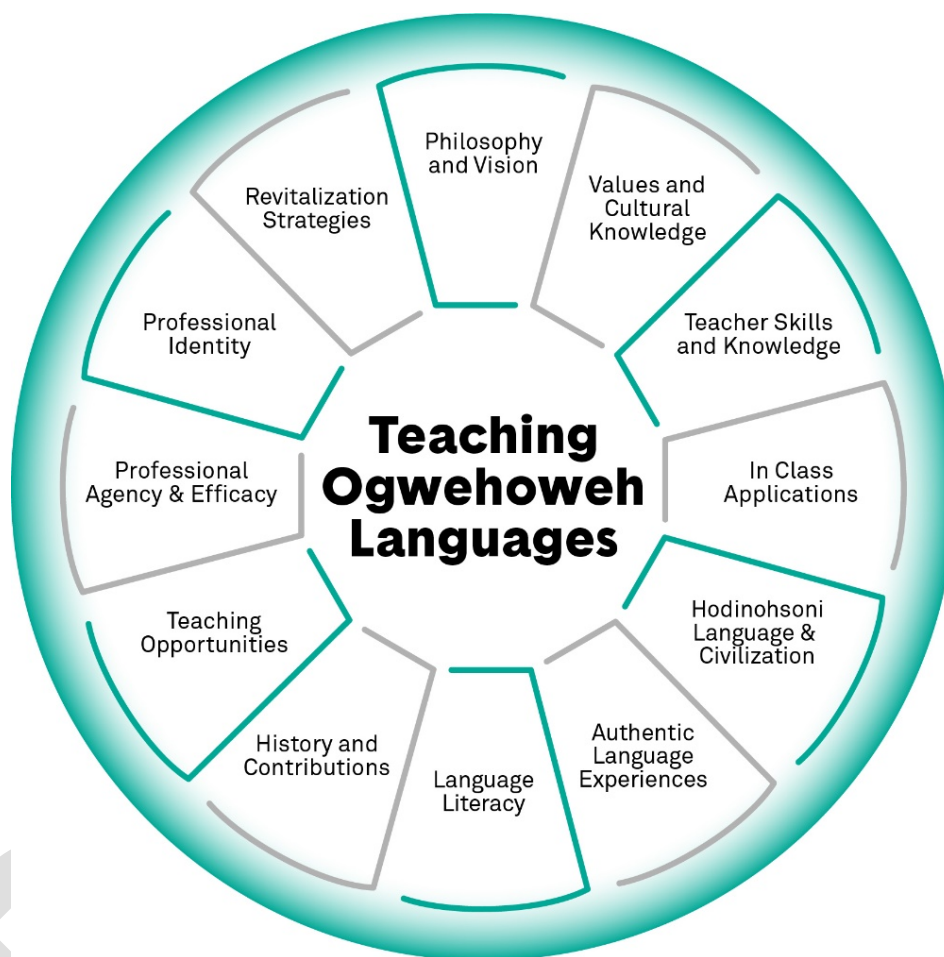 Philosophy
and Vision
Values and
Cultural
Knowledge
Teacher Skills
and Knowledge
In Class
Applications
Hodinohsoni
Language &
Civilization
Authentic
Language
Experiences
Language
Literacy
History and
Contributions
Teaching
Opportunities
Professional
Agency & Efficacy
Professional
Identity
Revitalization
Strategies
Teaching
Ogwehoweh
Languages